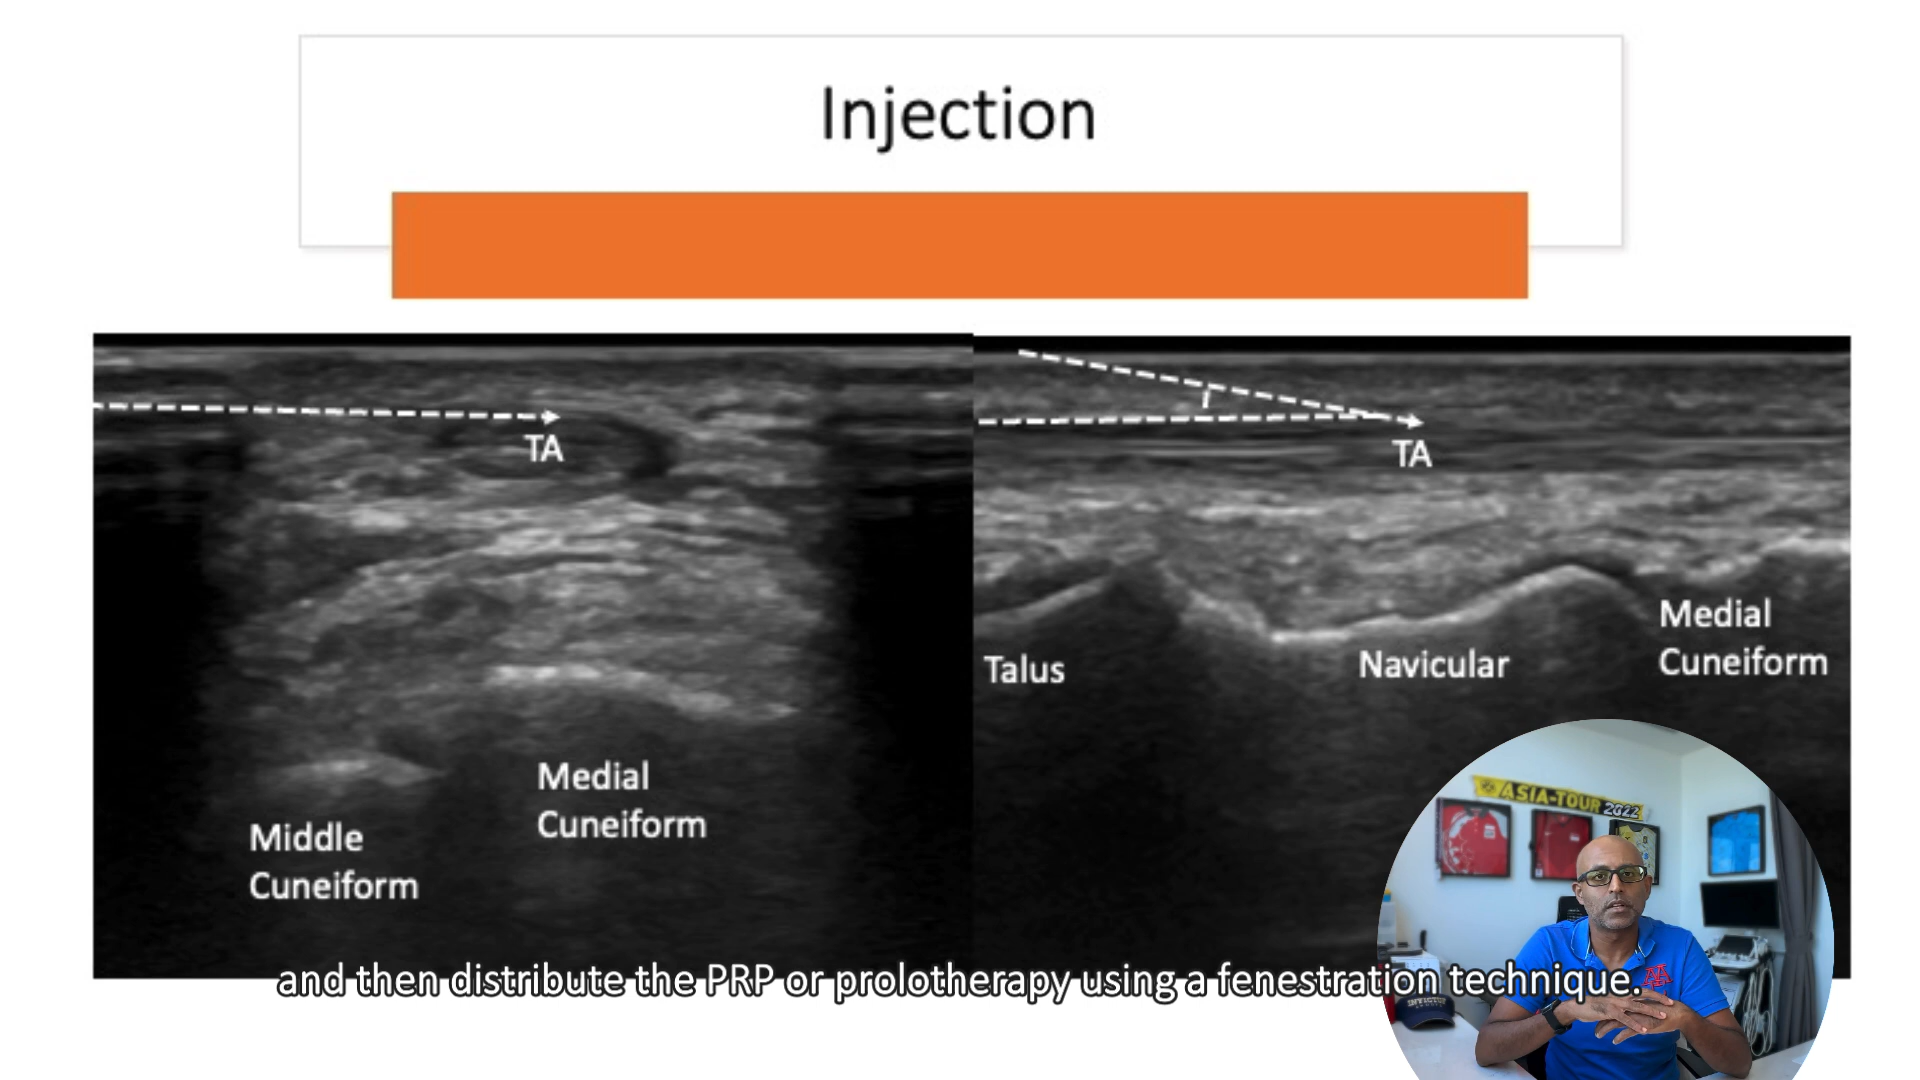 Injection
TA
Medial
Cuneiform
Middle
Cuneiform
TA
Talus
Navicular
Medial
Cuneiform
ASIA-TOUR 2022
and then distribute the PRP or prolotherapy using a fenestration technique.